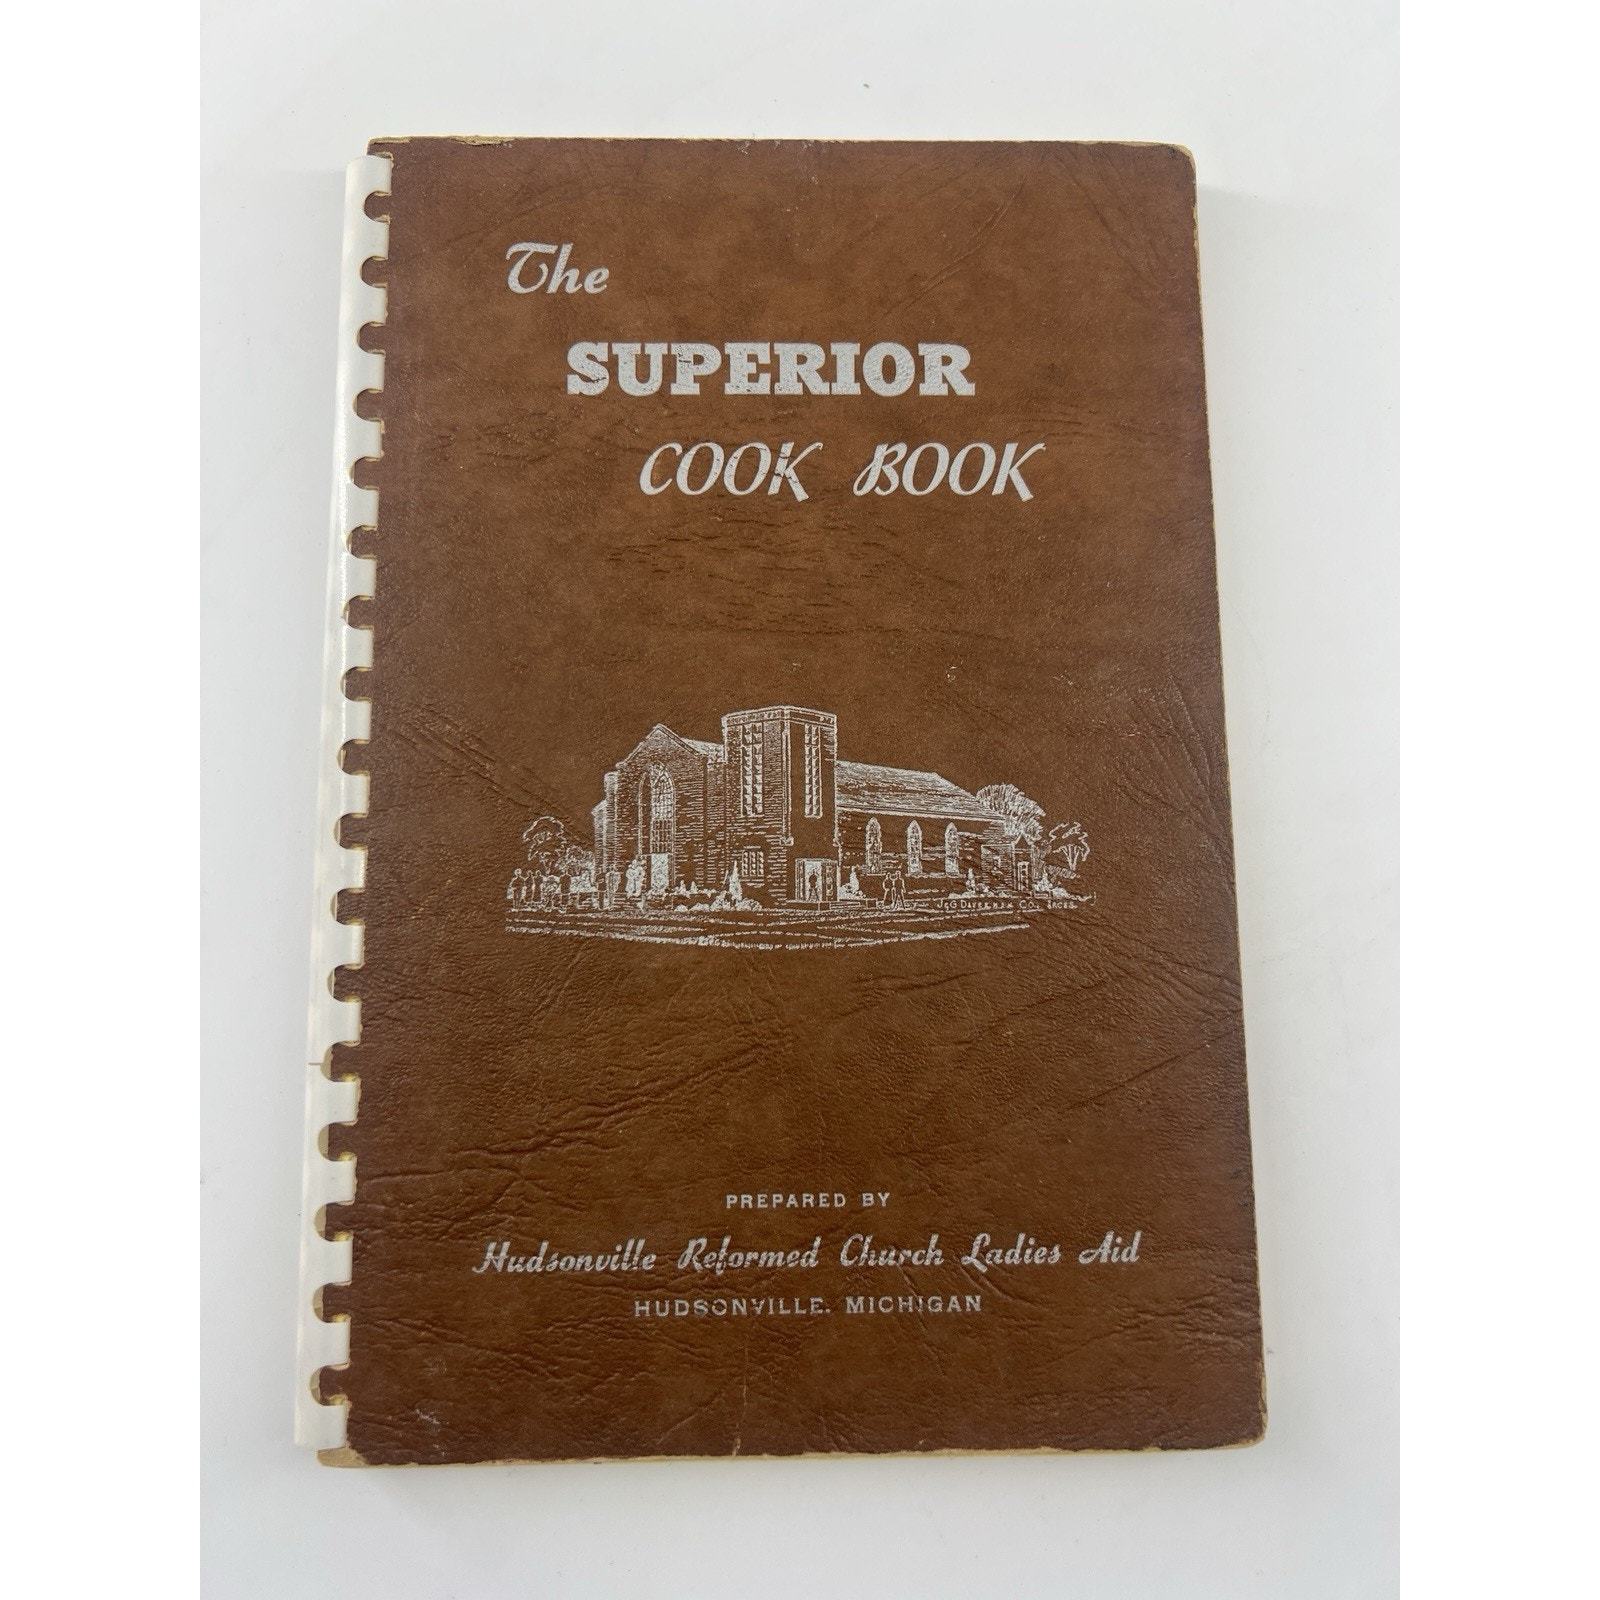 The
SUPERIOR
COOK BOOK
PREPARED BY
Hudsonville Reformed Church Ladies Aid
HUDSONVILLE, MICHIGAN